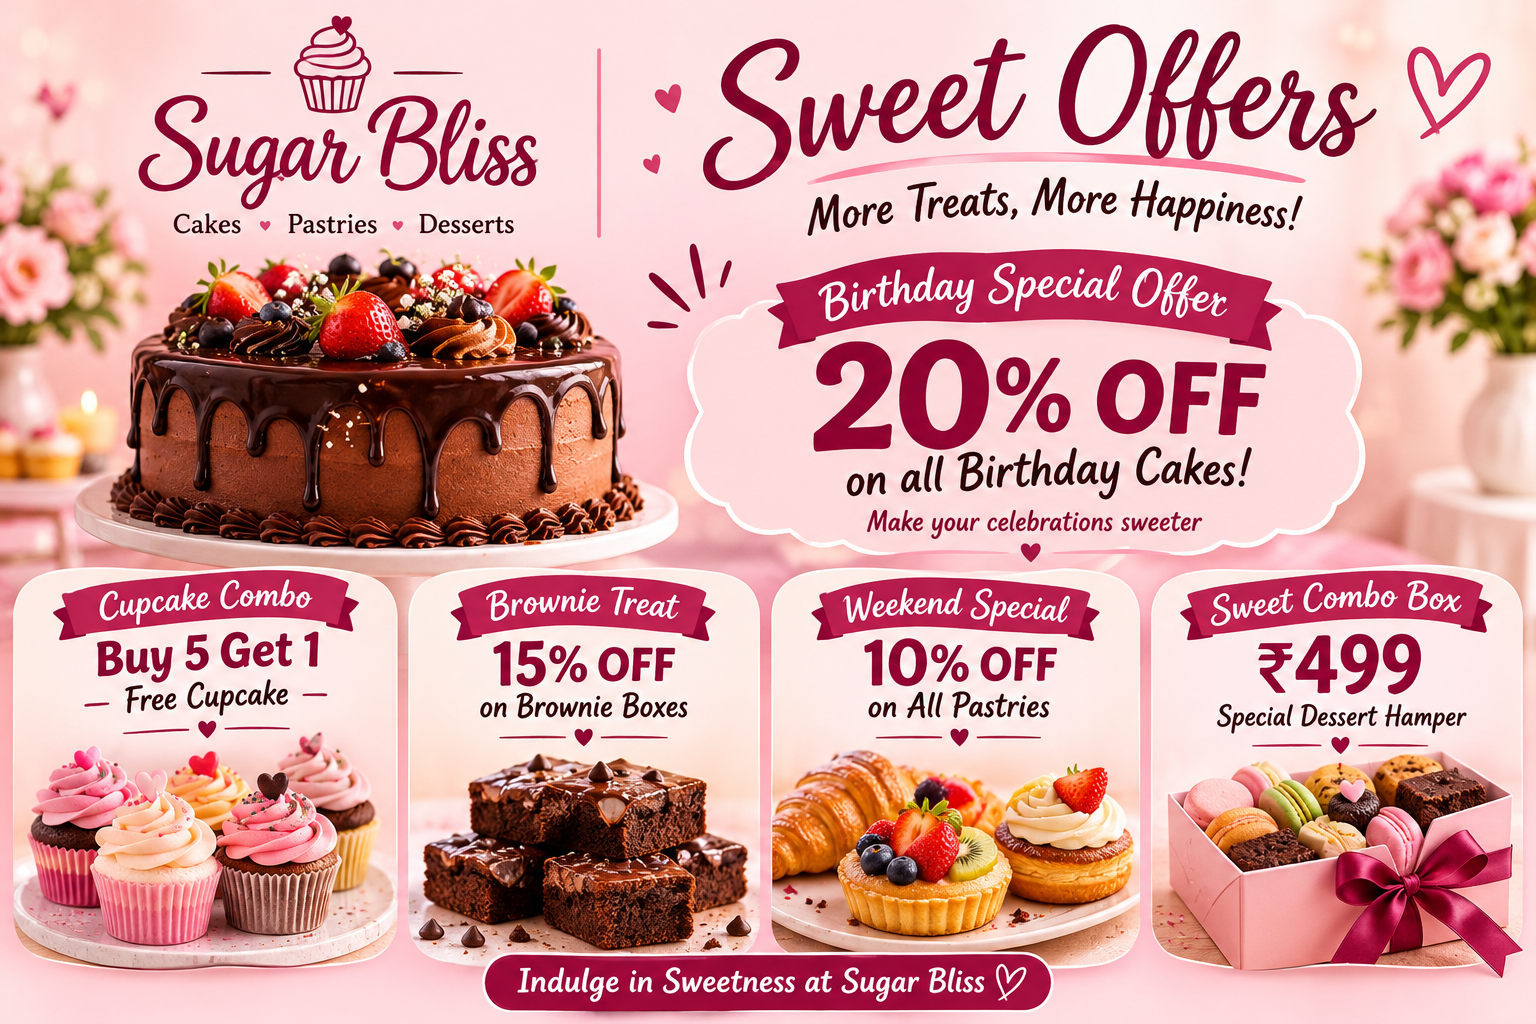 Sugar Bliss
Cakes ♥ Pastries ♥ Desserts
Sweet Offers
More Treats, More Happiness!
Birthday Special Offer
20% OFF
on all Birthday Cakes!
Make your celebrations sweeter
Cupcake Combo
Buy 5 Get 1
Free Cupcake
Brownie Treat
15% OFF
on Brownie Boxes
Weekend Special
10% OFF
on All Pastries
Sweet Combo Box
₹499
Special Dessert Hamper
Indulge in Sweetness at Sugar Bliss